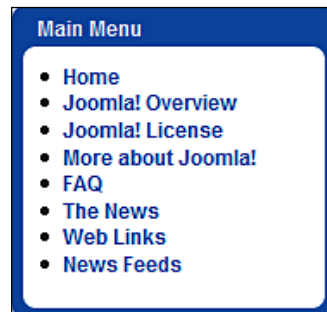 Main Menu
Home
Joomla! Overview
Joomla! License
More about Joomla!
FAQ
The News
Web Links
News Feeds